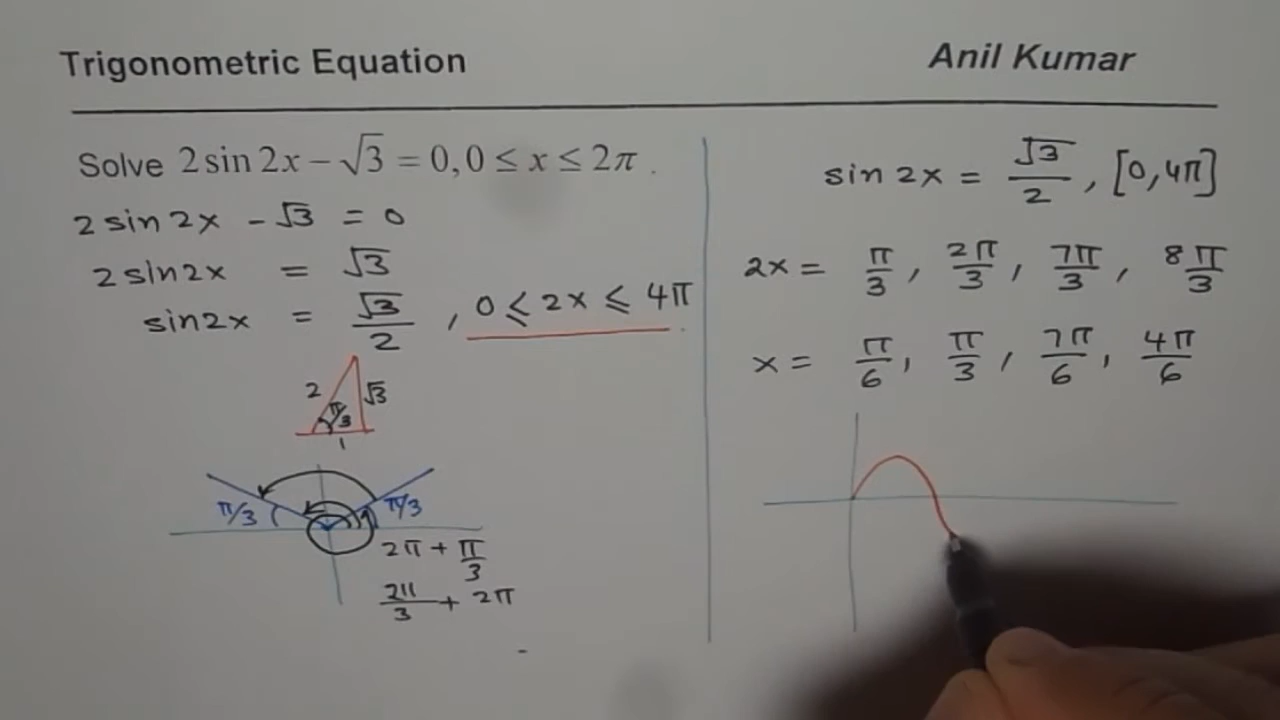 Trigonometric Equation
Anil Kumar
Solve 2 sin 2x − √3 = 0, 0 ≤ x ≤ 2π .
2 sin 2x − √3 = 0
2 sin 2x = √3
sin 2x = √3/2 , 0 ≤ 2x ≤ 4π
2 π/3 √3
1
π/3 π/3
2π + π/3
2π/3 + 2π
sin 2x = √3/2 , [0, 4π]
2x = π/3 , 2π/3 , 7π/3 , 8π/3
x = π/6 , π/3 , 7π/6 , 4π/6